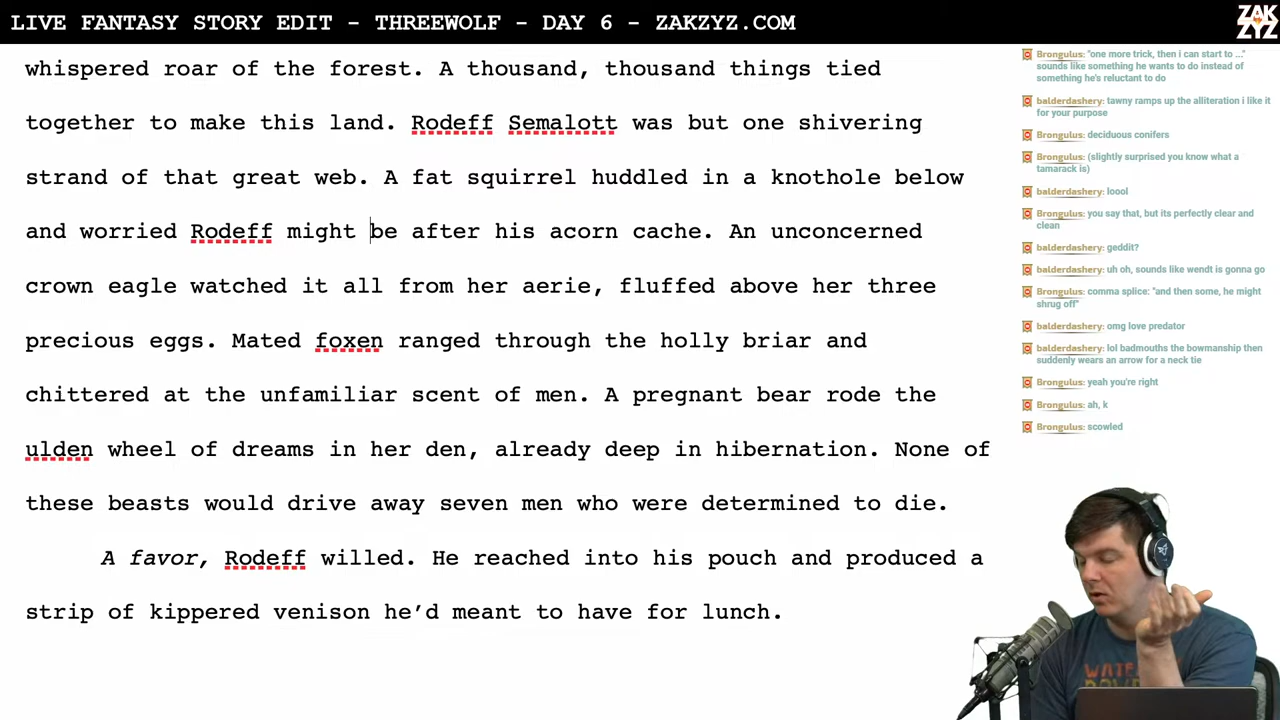 LIVE FANTASY STORY EDIT - THREEWOLF - DAY 6 - ZAKZYZ.COM
ZAK
ZYZ
whispered roar of the forest. A thousand, thousand things tied
together to make this land. Rodeff Semalott was but one shivering
strand of that great web. A fat squirrel huddled in a knothole below
and worried Rodeff might be after his acorn cache. An unconcerned
crown eagle watched it all from her aerie, fluffed above her three
precious eggs. Mated foxen ranged through the holly briar and
chittered at the unfamiliar scent of men. A pregnant bear rode the
ulden wheel of dreams in her den, already deep in hibernation. None of
these beasts would drive away seven men who were determined to die.
A favor, Rodeff willed. He reached into his pouch and produced a
strip of kippered venison he’d meant to have for lunch.
Brongulus: "one more trick, then i can start to ..."
sounds like something he wants to do instead of
something he's reluctant to do
balderdashery: tawny ramps up the alliteration i like it
for your purpose
Brongulus: deciduous conifers
Brongulus: (slightly surprised you know what a
tamarack is)
balderdashery: loool
Brongulus: you say that, but its perfectly clear and
clean
balderdashery: geddit?
balderdashery: uh oh, sounds like wendt is gonna go
Brongulus: comma splice: "and then some, he might
shrug off"
balderdashery: omg love predator
balderdashery: lol badmouths the bowmanship then
suddenly wears an arrow for a neck tie
Brongulus: yeah you're right
Brongulus: ah, k
Brongulus: scowled